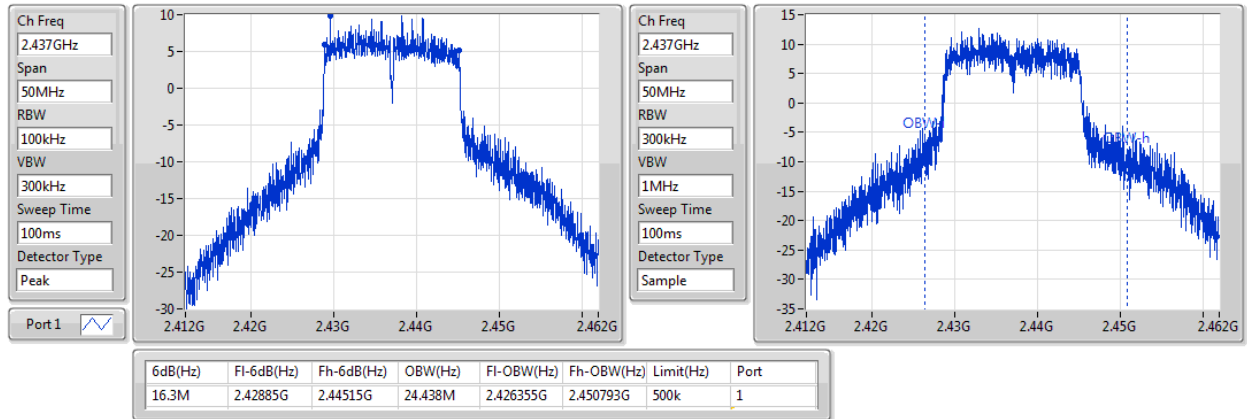 Ch Freq
2.437GHz
Span
50MHz
RBW
100kHz
VBW
300kHz
Sweep Time
100ms
Detector Type
Peak
Port 1
10
5
0
-5
-10
-15
-20
-25
-30
2.412G 2.42G 2.43G 2.44G 2.45G 2.462G
Ch Freq
2.437GHz
Span
50MHz
RBW
300kHz
VBW
1MHz
Sweep Time
100ms
Detector Type
Sample
15
10
5
0
-5
-10
-15
-20
-25
-30
-35
2.412G 2.42G 2.43G 2.44G 2.45G 2.462G
6dB(Hz) Fl-6dB(Hz) Fh-6dB(Hz) OBW(Hz) Fl-OBW(Hz) Fh-OBW(Hz) Limit(Hz) Port
16.3M 2.42885G 2.44515G 24.438M 2.426355G 2.450793G 500k 1